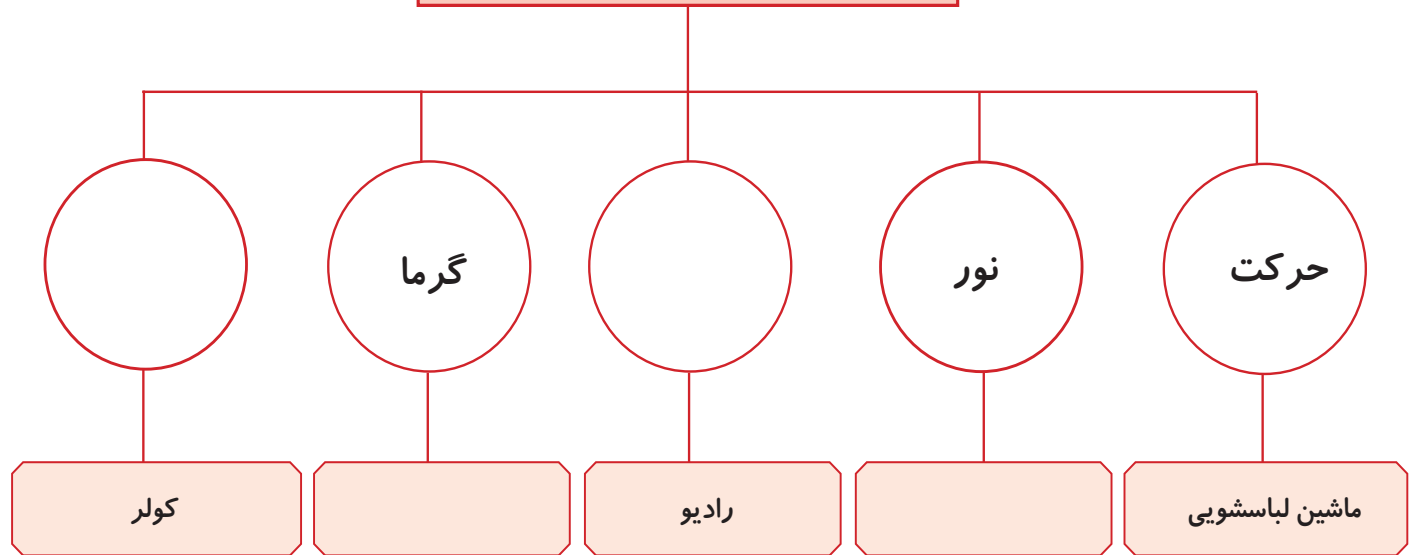 حرکت
نور
گرما
ماشین لباسشویی
رادیو
کولر